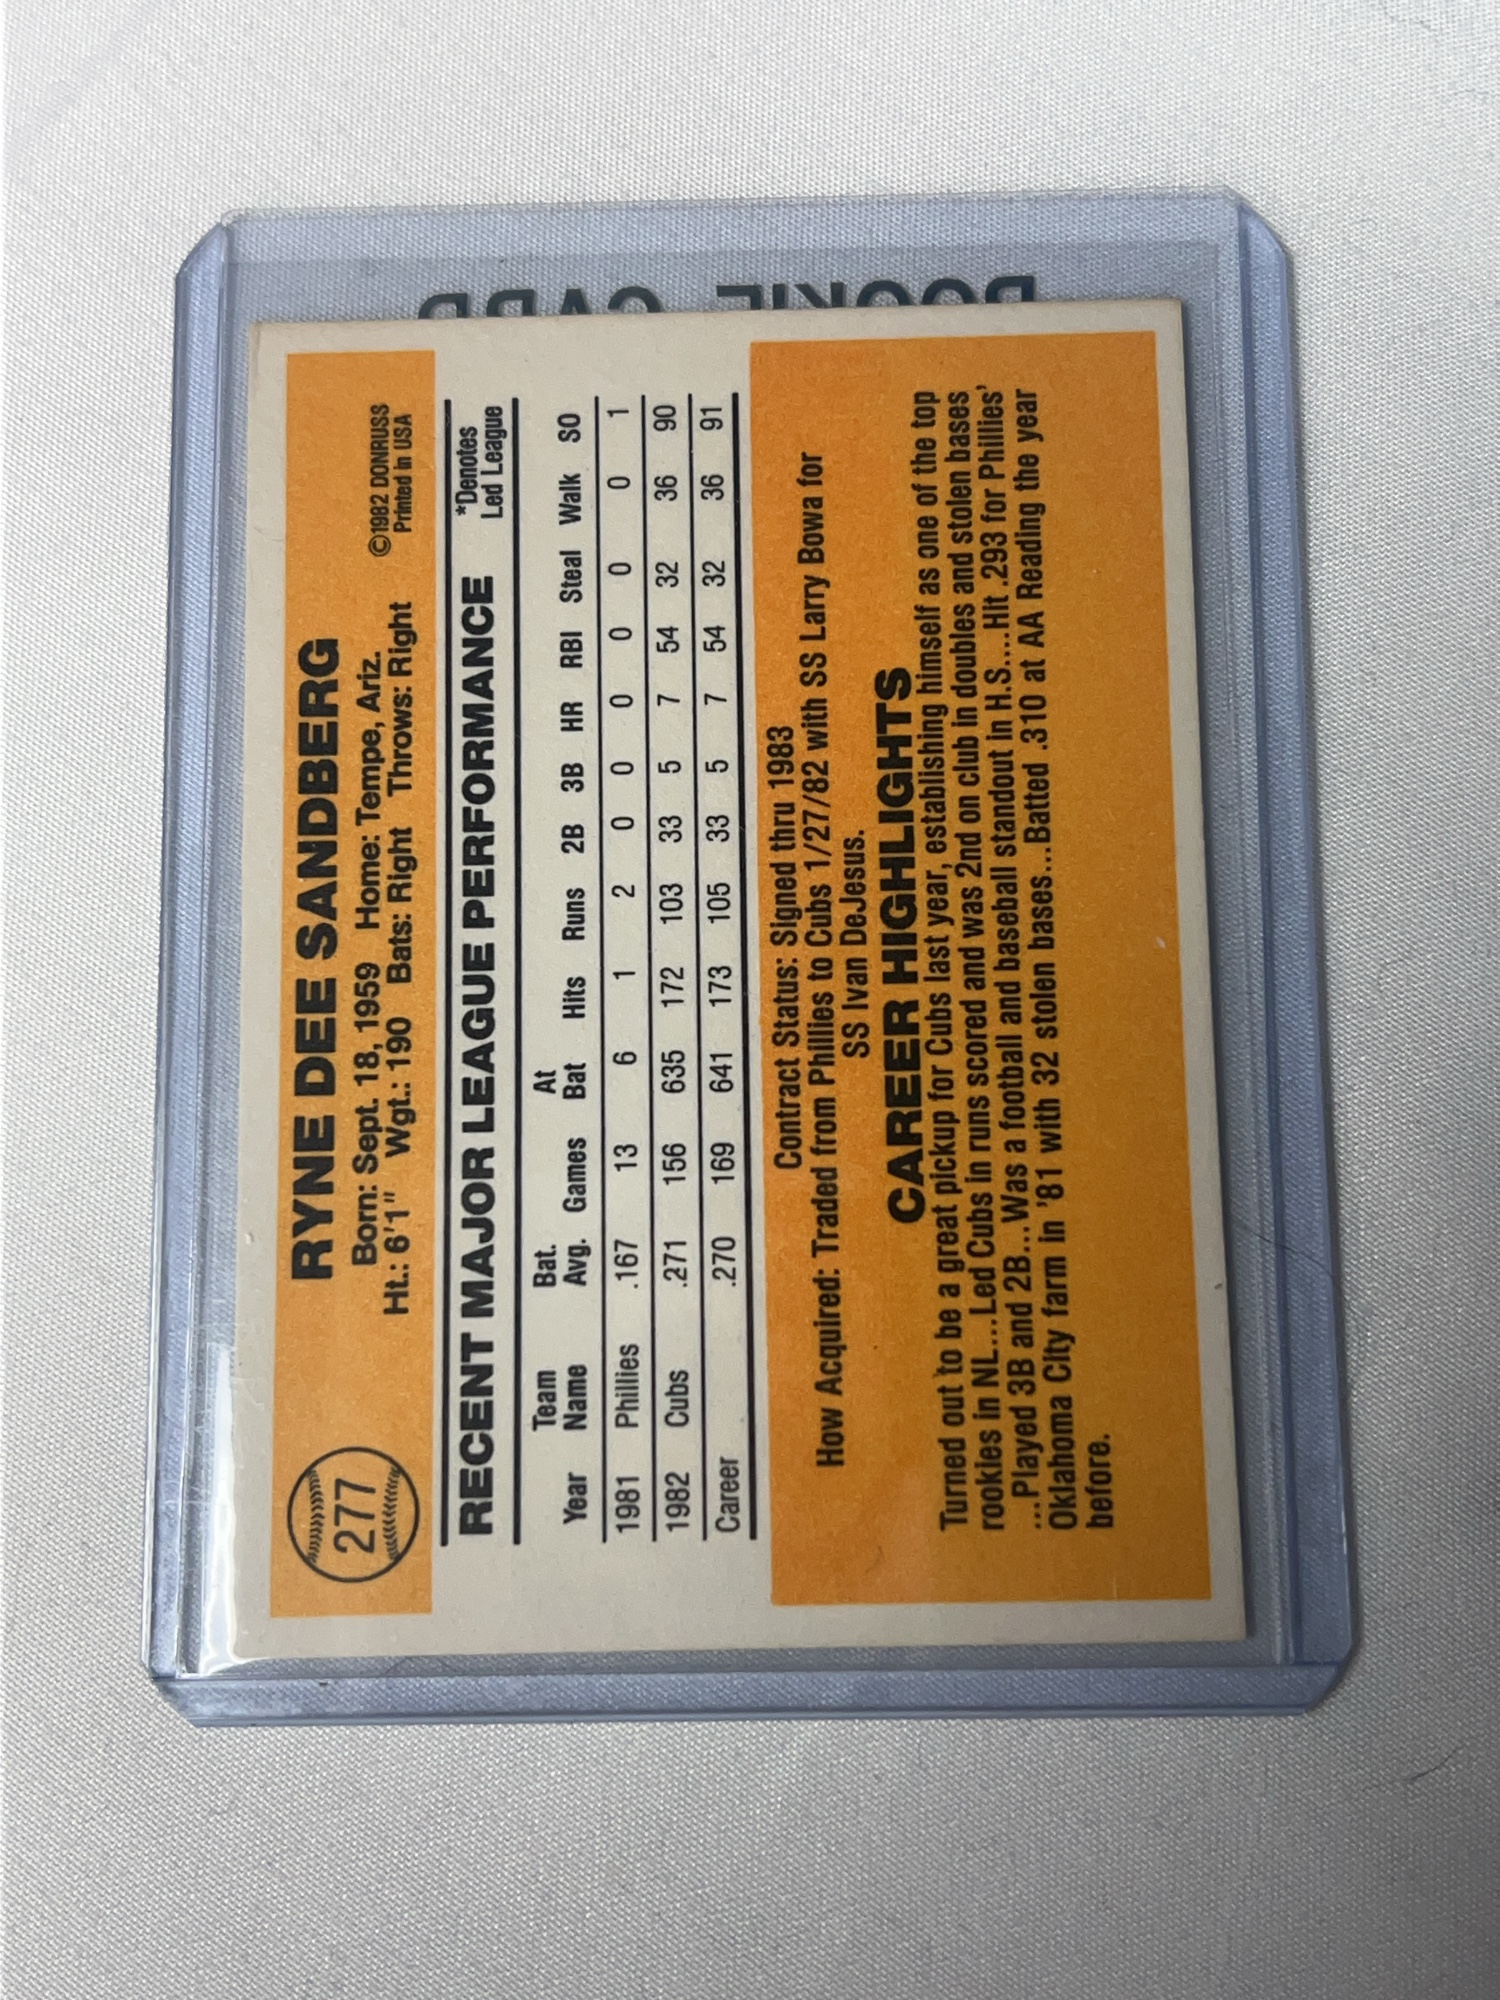 ROOKIE CARD
277
RYNE DEE SANDBERG
Born: Sept. 18, 1959 Home: Tempe, Ariz. ©1982 DONRUSS
Ht.: 6'1" Wgt.: 190 Bats: Right Throws: Right Printed in USA
RECENT MAJOR LEAGUE PERFORMANCE *Denotes Led League
Year Team Name Bat. Avg. Games At Bat Hits Runs 2B 3B HR RBI Steal Walk SO
1981 Phillies .167 13 6 1 2 0 0 0 0 0 0 1
1982 Cubs .271 156 635 172 103 33 5 7 54 32 36 90
Career .270 169 641 173 105 33 5 7 54 32 36 91
Contract Status: Signed thru 1983
How Acquired: Traded from Phillies to Cubs 1/27/82 with SS Larry Bowa for
SS Ivan DeJesus.
CAREER HIGHLIGHTS
Turned out to be a great pickup for Cubs last year, establishing himself as one of the top
rookies in NL...Led Cubs in runs scored and was 2nd on club in doubles and stolen bases
...Played 3B and 2B...Was a football and baseball standout in H.S....Hit .293 for Phillies'
Oklahoma City farm in '81 with 32 stolen bases...Batted .310 at AA Reading the year
before.